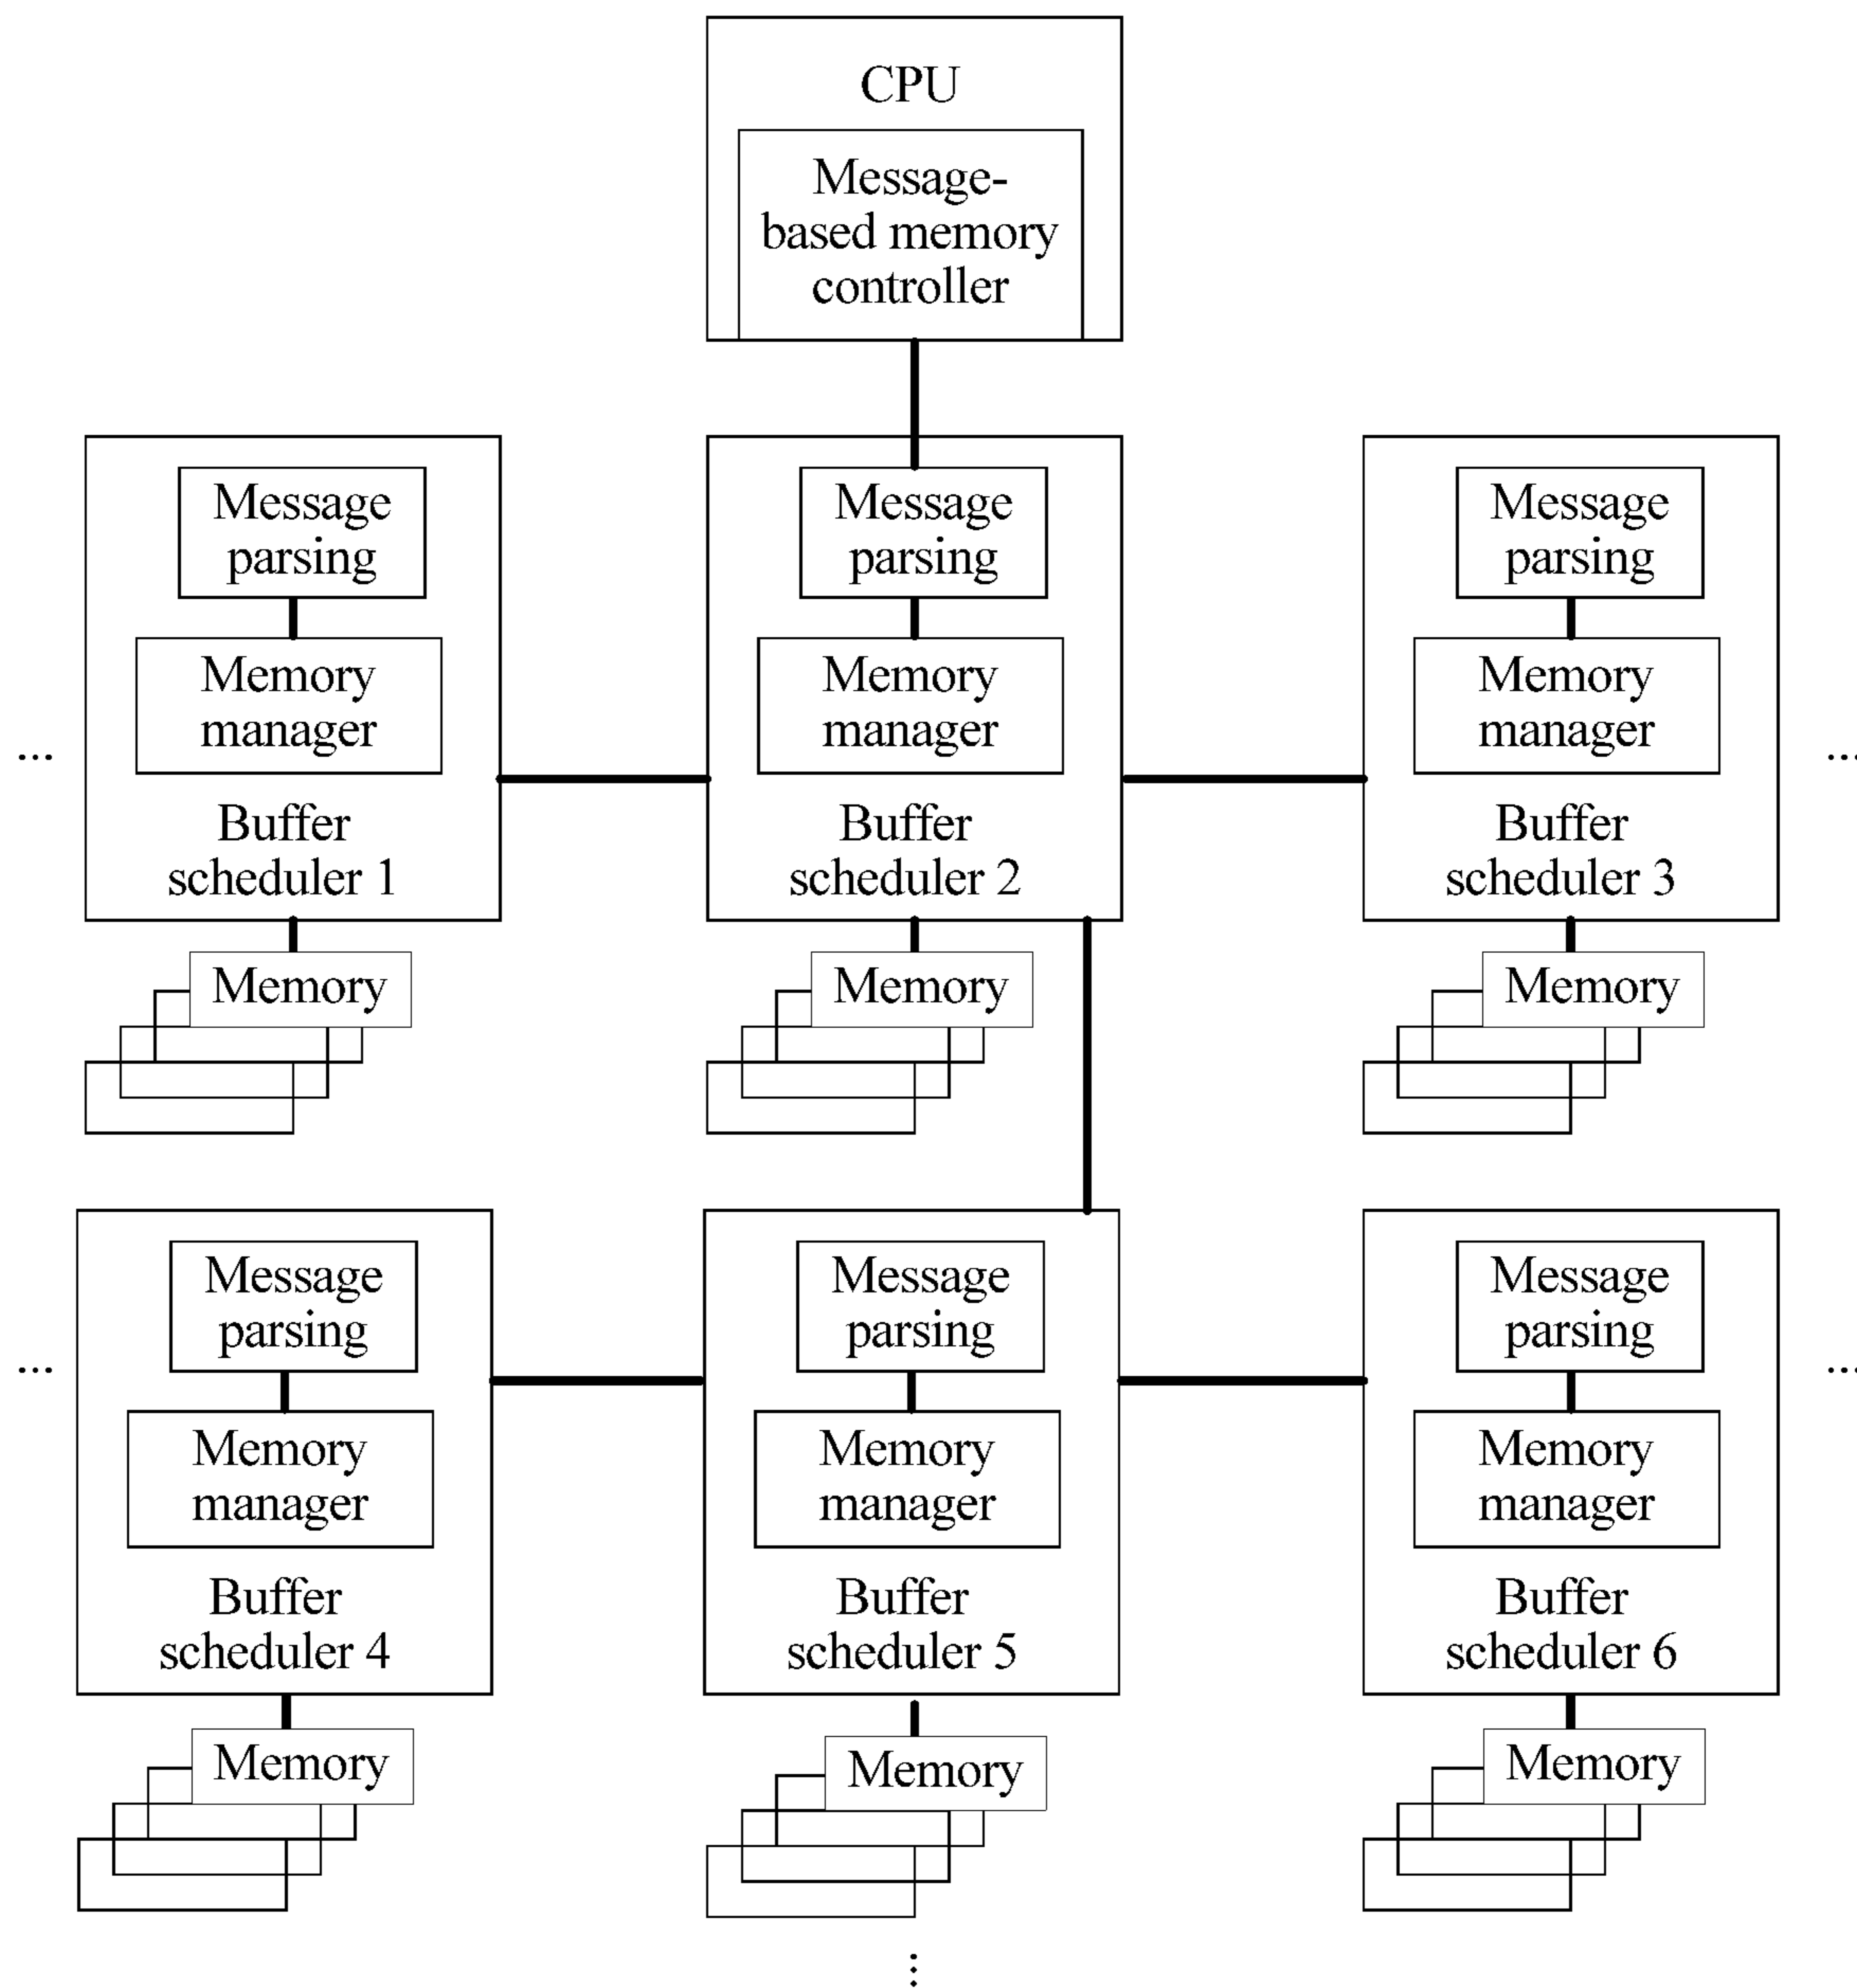 CPU
Message-
based memory
controller
Message
parsing
Memory
manager
Buffer
scheduler 1
Memory
Message
parsing
Memory
manager
Buffer
scheduler 2
Memory
Message
parsing
Memory
manager
Buffer
scheduler 3
Memory
...
...
Message
parsing
Memory
manager
Buffer
scheduler 4
Memory
Message
parsing
Memory
manager
Buffer
scheduler 5
Memory
Message
parsing
Memory
manager
Buffer
scheduler 6
Memory
...
...
...